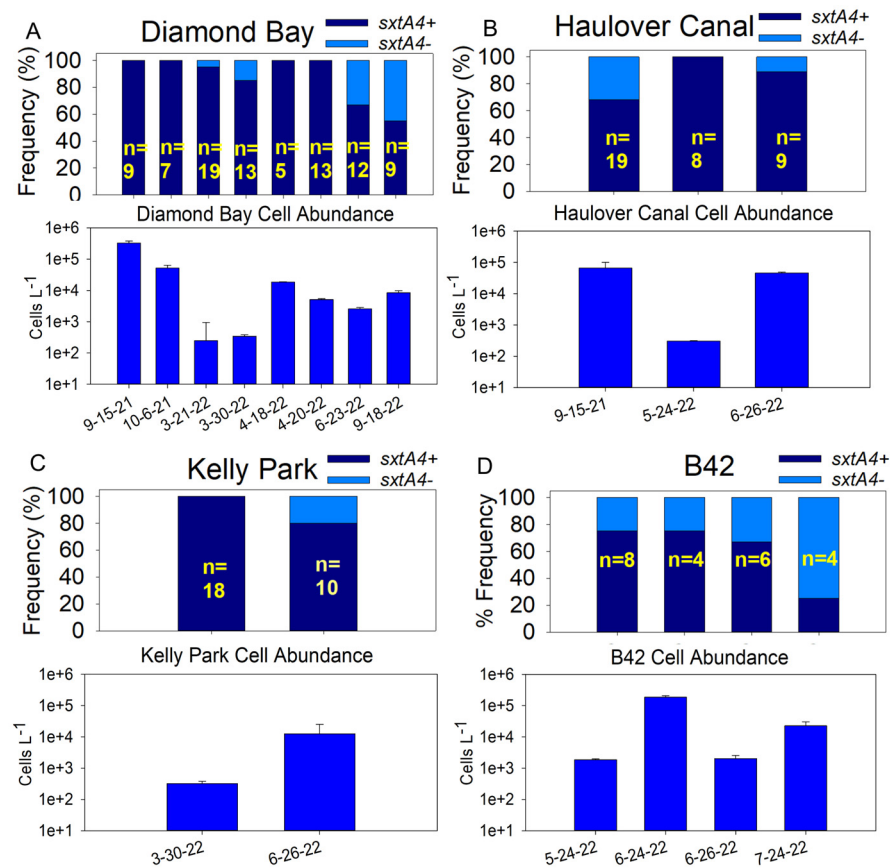 A
Diamond Bay
sxtA4+
sxtA4-
Frequency (%)
100
80
60
40
20
0
n=
9
n=
7
n=
19
n=
13
n=
5
n=
13
n=
12
n=
9
Diamond Bay Cell Abundance
Cells L⁻¹
1e+6
1e+5
1e+4
1e+3
1e+2
1e+1
9-15-21
10-6-21
3-21-22
3-30-22
4-18-22
4-20-22
6-23-22
9-18-22
B
Haulover Canal
sxtA4+
sxtA4-
Frequency (%)
100
80
60
40
20
0
n=
19
n=
8
n=
9
Haulover Canal Cell Abundance
Cells L⁻¹
1e+6
1e+5
1e+4
1e+3
1e+2
1e+1
9-15-21
5-24-22
6-26-22
C
Kelly Park
sxtA4+
sxtA4-
Frequency (%)
100
80
60
40
20
0
n=
18
n=
10
Kelly Park Cell Abundance
Cells L⁻¹
1e+6
1e+5
1e+4
1e+3
1e+2
1e+1
3-30-22
6-26-22
D
B42
sxtA4+
sxtA4-
% Frequency
100
80
60
40
20
0
n=8
n=4
n=6
n=4
B42 Cell Abundance
Cells L⁻¹
1e+6
1e+5
1e+4
1e+3
1e+2
1e+1
5-24-22
6-24-22
6-26-22
7-24-22